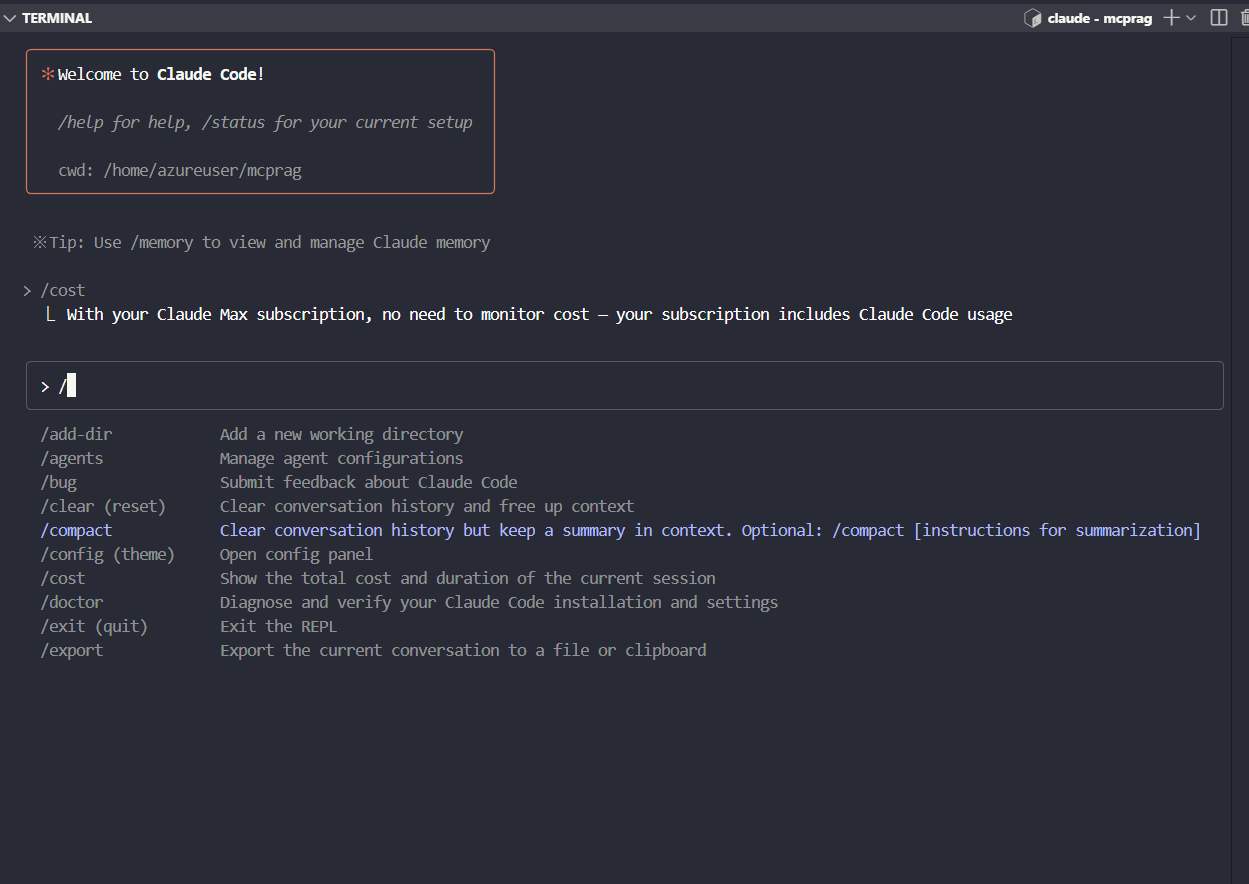 TERMINAL
claude - mcprag
*Welcome to Claude Code!
/help for help, /status for your current setup
cwd: /home/azureuser/mcprag
※Tip: Use /memory to view and manage Claude memory
> /cost
⎿ With your Claude Max subscription, no need to monitor cost — your subscription includes Claude Code usage
> /
/add-dir Add a new working directory
/agents Manage agent configurations
/bug Submit feedback about Claude Code
/clear (reset) Clear conversation history and free up context
/compact Clear conversation history but keep a summary in context. Optional: /compact [instructions for summarization]
/config (theme) Open config panel
/cost Show the total cost and duration of the current session
/doctor Diagnose and verify your Claude Code installation and settings
/exit (quit) Exit the REPL
/export Export the current conversation to a file or clipboard